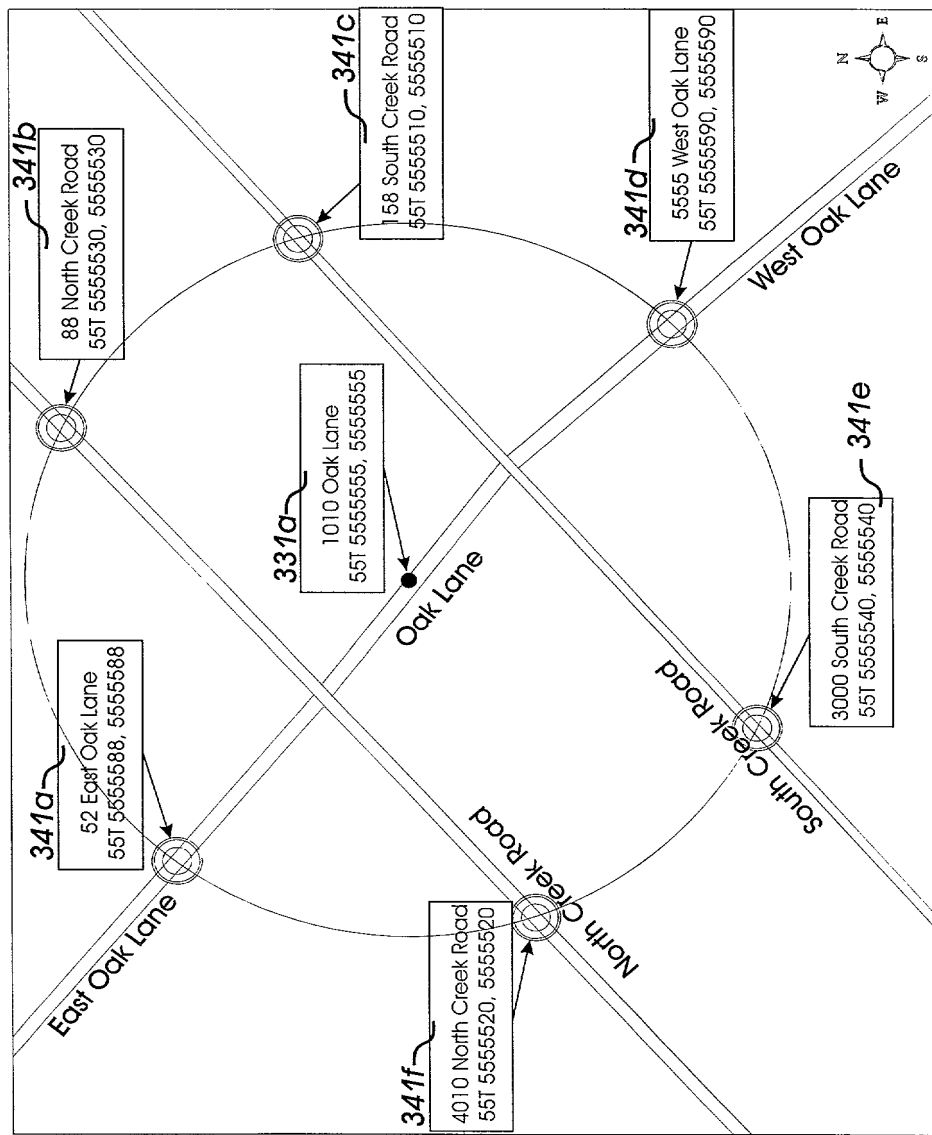 341a
52 East Oak Lane
55T 5555588, 5555588
341b
88 North Creek Road
55T 5555530, 5555530
341c
158 South Creek Road
55T 5555510, 5555510
331a
1010 Oak Lane
55T 5555555, 5555555
341d
5555 West Oak Lane
55T 5555590, 5555590
341e
3000 South Creek Road
55T 5555540, 5555540
341f
4010 North Creek Road
55T 5555520, 5555520
East Oak Lane
Oak Lane
West Oak Lane
North Creek Road
South Creek Road
N
E
S
W